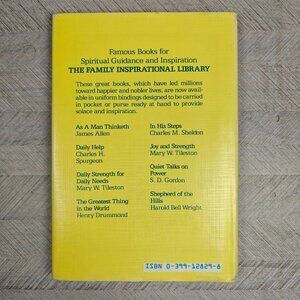 Famous Books for
Spiritual Guidance and Inspiration
THE FAMILY INSPIRATIONAL LIBRARY
These great books, which have led millions
toward happier and nobler lives, are now avail-
able in uniform bindings designed to be carried
in pocket or purse ready at hand to provide
solace and inspiration.
As A Man Thinketh
James Allen
Daily Help
Charles H.
Spurgeon
Daily Strength for
Daily Needs
Mary W. Tileston
The Greatest Thing
in the World
Henry Drummond
In His Steps
Charles M. Sheldon
Joy and Strength
Mary W. Tileston
Quiet Talks on
Power
S. D. Gordon
Shepherd of the
Hills
Harold Bell Wright
ISBN 0-399-12829-8